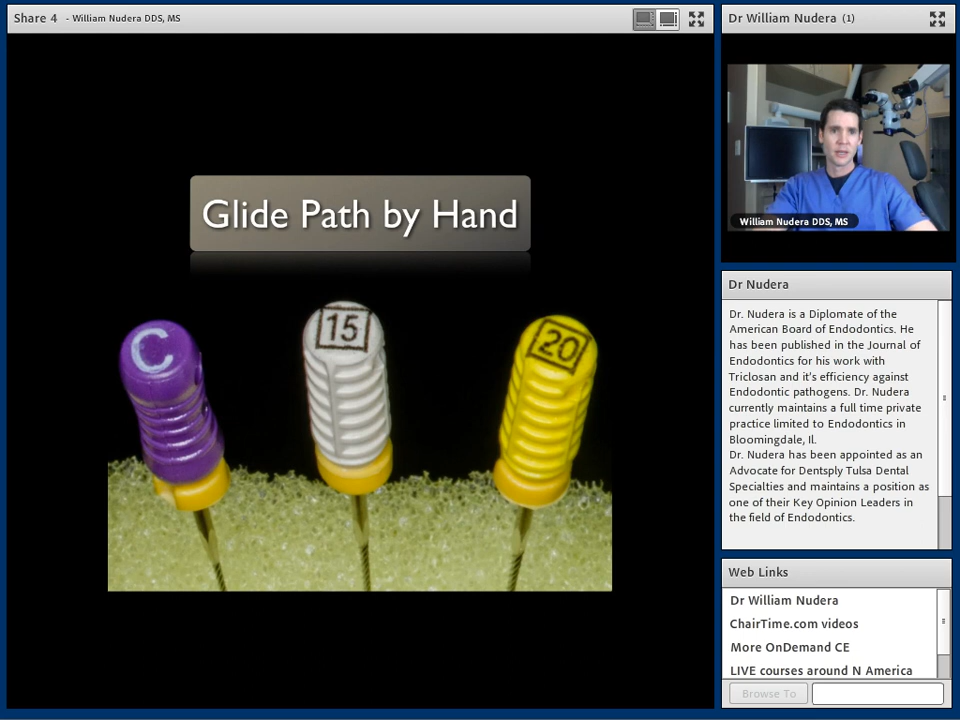 Share 4 - William Nudera DDS, MS
Glide Path by Hand
C
15
20
Dr William Nudera (1)
William Nudera DDS, MS
Dr Nudera
Dr. Nudera is a Diplomate of the
American Board of Endodontics. He
has been published in the Journal of
Endodontics for his work with
Triclosan and it's efficiency against
Endodontic pathogens. Dr. Nudera
currently maintains a full time private
practice limited to Endodontics in
Bloomingdale, Il.
Dr. Nudera has been appointed as an
Advocate for Dentsply Tulsa Dental
Specialties and maintains a position as
one of their Key Opinion Leaders in
the field of Endodontics.
Web Links
Dr William Nudera
ChairTime.com videos
More OnDemand CE
LIVE courses around N America
Browse To